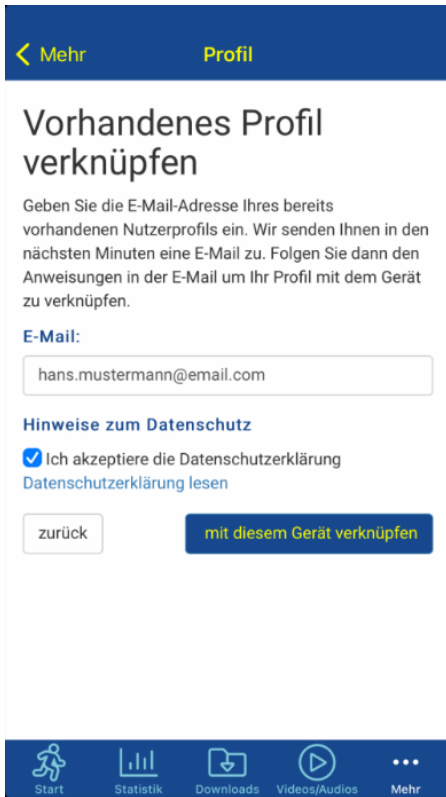 Mehr
Profil
Vorhandenes Profil
verknüpfen
Geben Sie die E-Mail-Adresse Ihres bereits
vorhandenen Nutzerprofils ein. Wir senden Ihnen in den
nächsten Minuten eine E-Mail zu. Folgen Sie dann den
Anweisungen in der E-Mail um Ihr Profil mit dem Gerät
zu verknüpfen.
E-Mail:
hans.mustermann@email.com
Hinweise zum Datenschutz
Ich akzeptiere die Datenschutzerklärung
Datenschutzerklärung lesen
zurück
mit diesem Gerät verknüpfen
Start
Statistik
Downloads
Videos/Audios
Mehr